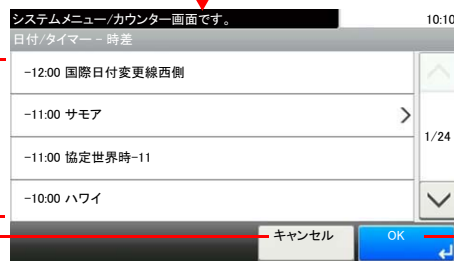 システムメニュー/カウンター画面です。 10:10
日付/タイマー - 時差
-12:00 国際日付変更線西側
-11:00 サモア
1/24
-11:00 協定世界時-11
-10:00 ハワイ
キャンセル OK